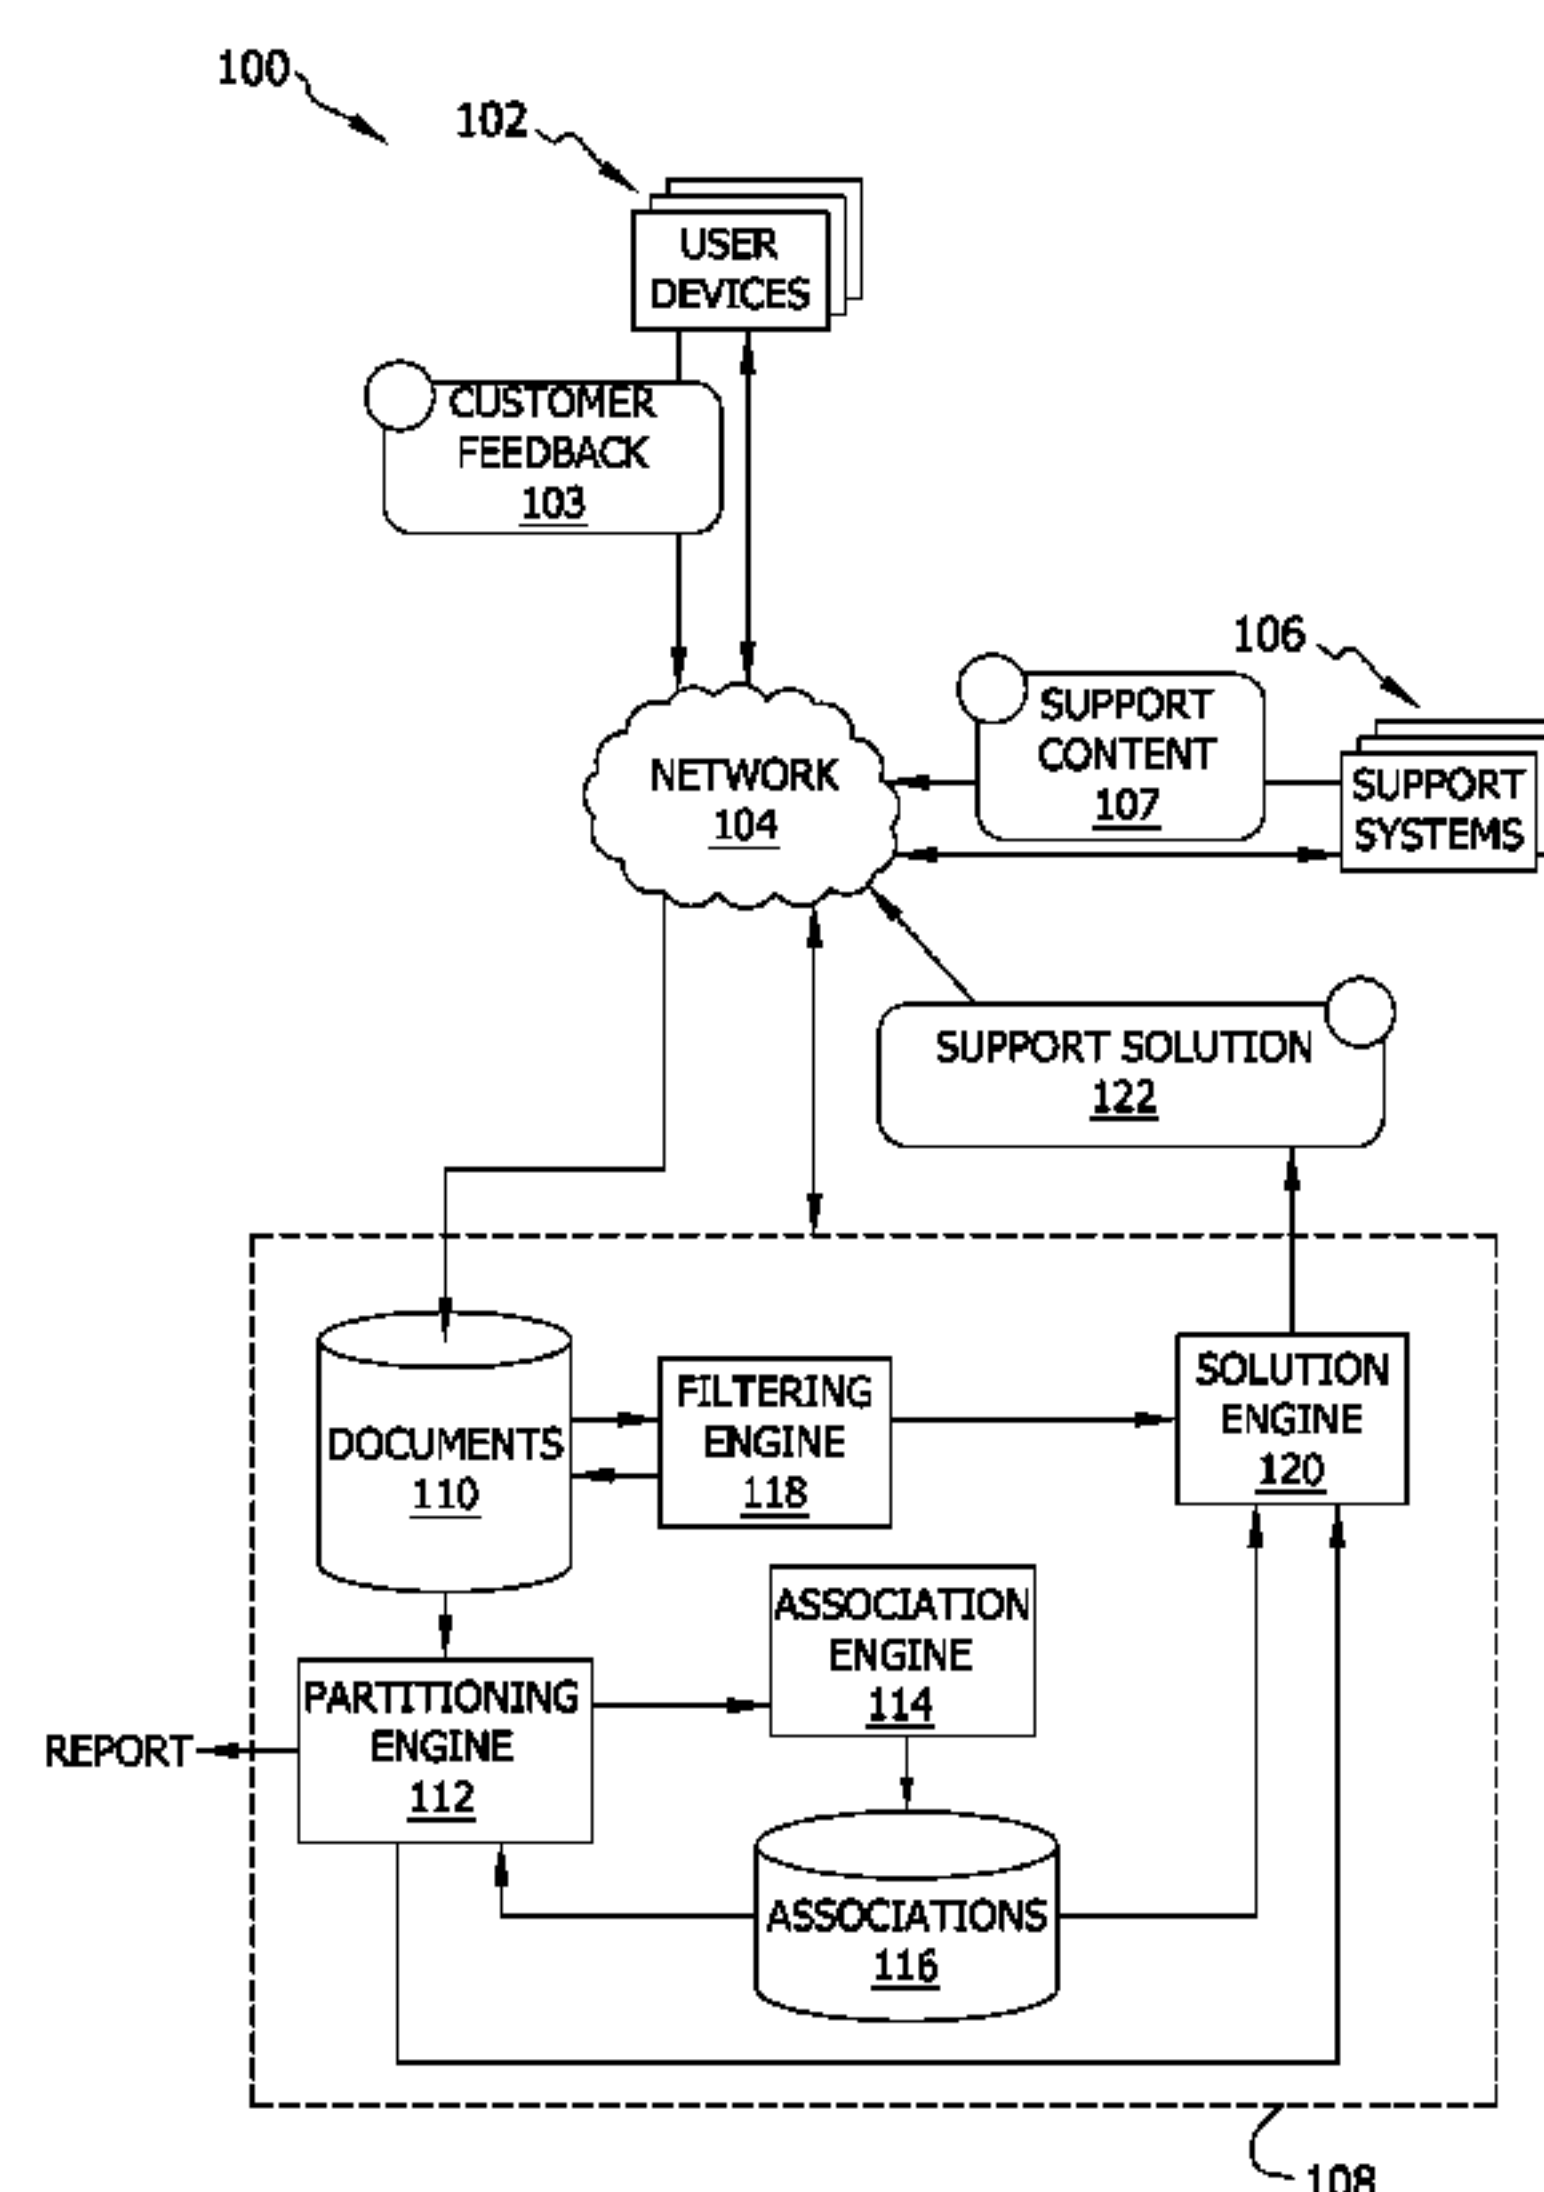 100
102
USER
DEVICES
CUSTOMER
FEEDBACK
103
106
SUPPORT
CONTENT
107
NETWORK
104
SUPPORT
SYSTEMS
SUPPORT SOLUTION
122
SOLUTION
ENGINE
120
FILTERING
ENGINE
118
DOCUMENTS
110
ASSOCIATION
ENGINE
114
PARTITIONING
ENGINE
112
REPORT
ASSOCIATIONS
116
108